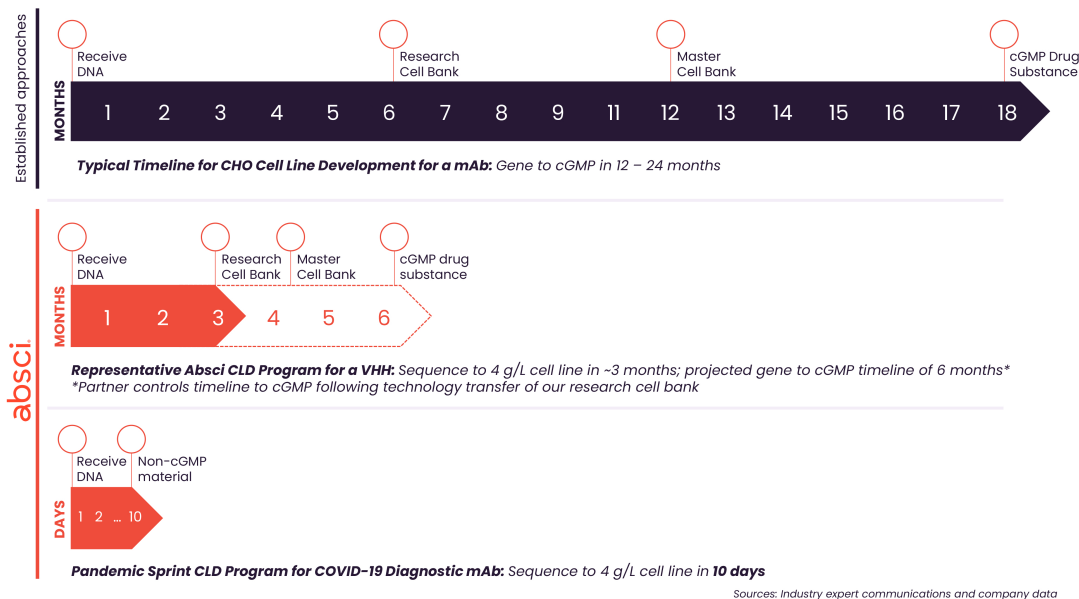 Established approaches
Receive
DNA
Research
Cell Bank
Master
Cell Bank
cGMP Drug
Substance
MONTHS
1 2 3 4 5 6 7 8 9 10 11 12 13 14 15 16 17 18
Typical Timeline for CHO Cell Line Development for a mAb: Gene to cGMP in 12 – 24 months
absci
Receive
DNA
Research
Cell Bank
Master
Cell Bank
cGMP drug
substance
MONTHS
1 2 3 4 5 6
Representative Absci CLD Program for a VHH: Sequence to 4 g/L cell line in ~3 months; projected gene to cGMP timeline of 6 months*
*Partner controls timeline to cGMP following technology transfer of our research cell bank
Receive
DNA
Non-cGMP
material
DAYS
1 2 ... 10
Pandemic Sprint CLD Program for COVID-19 Diagnostic mAb: Sequence to 4 g/L cell line in 10 days
Sources: Industry expert communications and company data